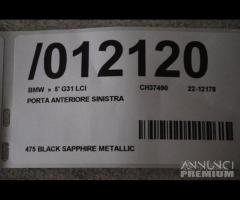 /012120
BMW » 5' G31 LCI CH37490 22-12178
PORTA ANTERIORE SINISTRA
475 BLACK SAPPHIRE METALLIC
ANNUNCI
PREMIUM